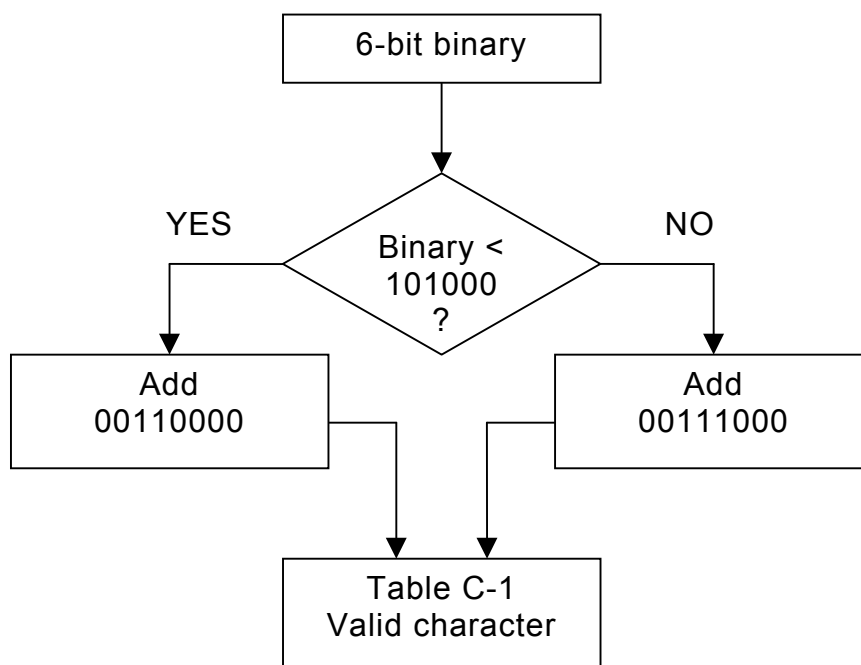 6-bit binary
YES
NO
Binary <
101000
?
Add
00110000
Add
00111000
Table C-1
Valid character